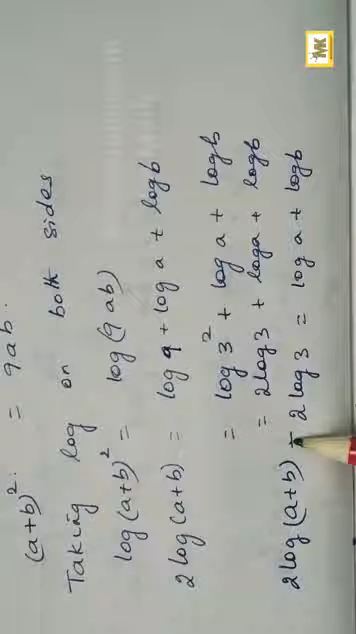 (a+b)² = 9ab.
Taking log on both sides
log(a+b)² = log(9ab)
2log(a+b) = log 9 + log a + log b
= log 3² + log a + log b
= 2log3 + log a + log b
2log(a+b) - 2log3 = log a + log b
MK